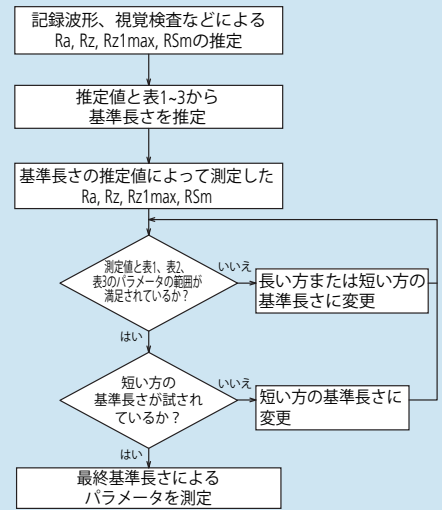 記録波形、視覚検査などによる
Ra, Rz, Rz1max, RSmの推定
推定値と表1~3から
基準長さを推定
基準長さの推定値によって測定した
Ra, Rz, Rz1max, RSm
測定値と表1、表2、
表3のパラメータの範囲が
満足されているか？
いいえ
長い方または短い方の
基準長さに変更
はい
短い方の
基準長さが試され
ているか？
いいえ
短い方の基準長さに
変更
はい
最終基準長さによる
パラメータを測定